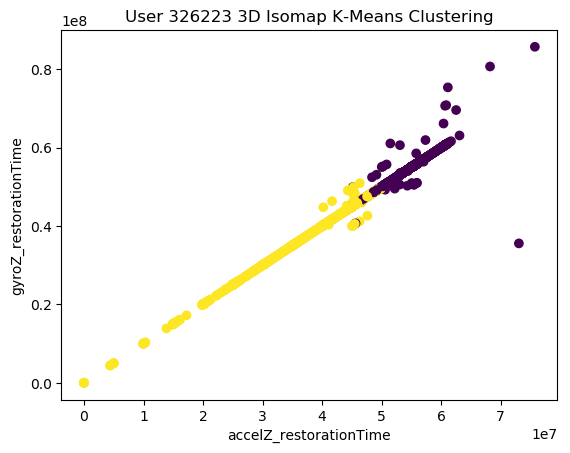 User 326223 3D Isomap K-Means Clustering
1e8
0.8
0.6
0.4
0.2
0.0
gyroZ_restorationTime
0 1 2 3 4 5 6 7
1e7
accelZ_restorationTime